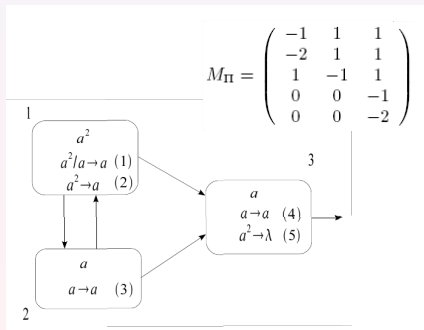 M_Π = ( −1 1 1
−2 1 1
1 −1 1
0 0 −1
0 0 −2 )
1
a²
a²/a→a (1)
a²→a (2)
3
a
a→a (4)
a²→λ (5)
a
a→a (3)
2